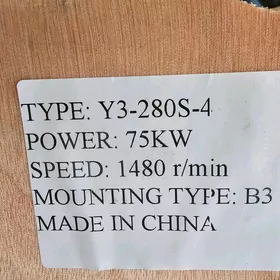 TYPE: Y3-280S-4
POWER: 75KW
SPEED: 1480 r/min
MOUNTING TYPE: B3
MADE IN CHINA